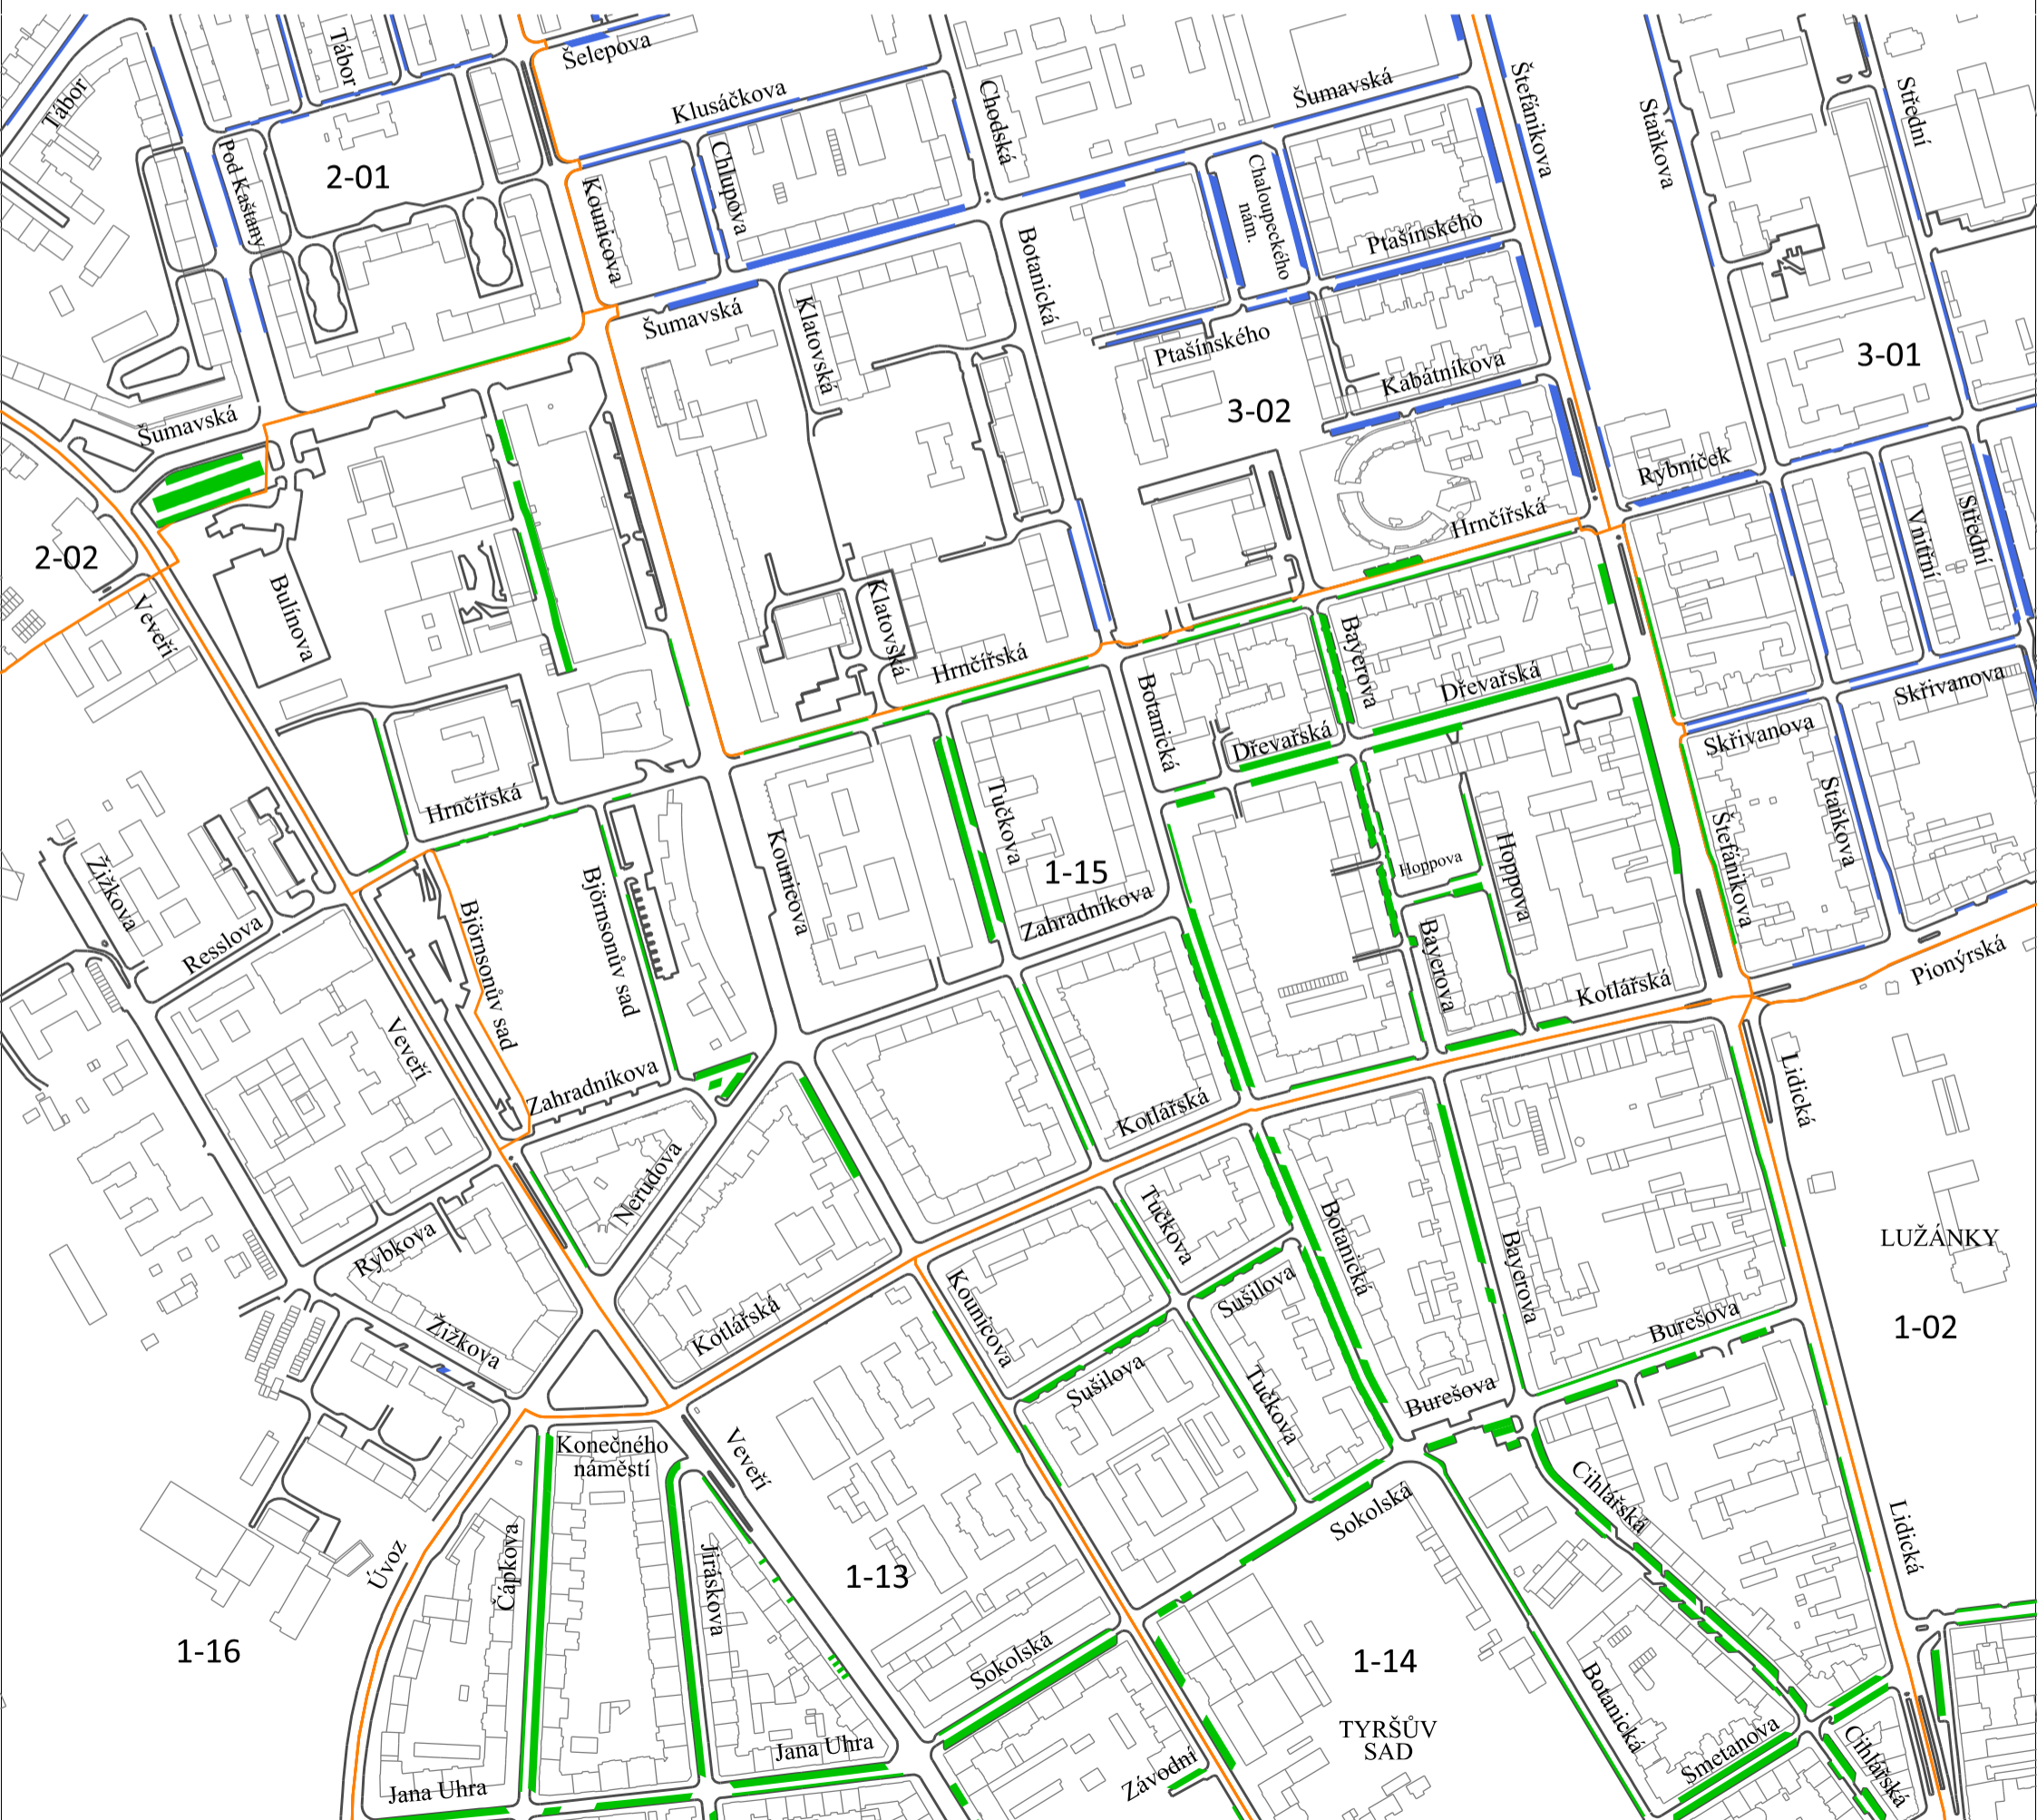 Šelepova
Tábor
Štefánikova
Šumavská
Klusáčkova
Chodská
Tábor
Staňkova
Střední
Pod Kaštany
2-01
Chlupova
Chaloupeckého
nám.
Kounicova
Ptašínského
Botanická
Šumavská
Klatovská
Ptašínského
3-01
Kabátníkova
3-02
Šumavská
Rybníček
Hrnčířská
Vnitřní
Střední
2-02
Bulínova
Veveří
Klatovská
Hrnčířská
Bayerova
Botanická
Dřevařská
Skřivanova
Dřevařská
Skřivanova
Hrnčířská
Tučkova
Staňkova
Kounicova
Štefánikova
Hoppova
Hoppova
1-15
Žižkova
Björnsonův sad
Zahradníkova
Björnsonův sad
Resslova
Bayerova
Pionýrská
Kotlářská
Veveří
Zahradníkova
Lidická
Kotlářská
Nerudova
Rybkova
Tučkova
Botanická
Bayerova
LUŽÁNKY
Sušilova
Kounicova
1-02
Kotlářská
Žižkova
Burešova
Sušilova
Tučkova
Burešova
Konečného
náměstí
Veveří
Cihlářská
Sokolská
Lidická
Úvoz
Čápkova
Jiráskova
1-13
1-16
Sokolská
1-14
Botanická
TYRŠŮV
SAD
Jana Uhra
Závodní
Smetanova
Cihlářská
Jana Uhra